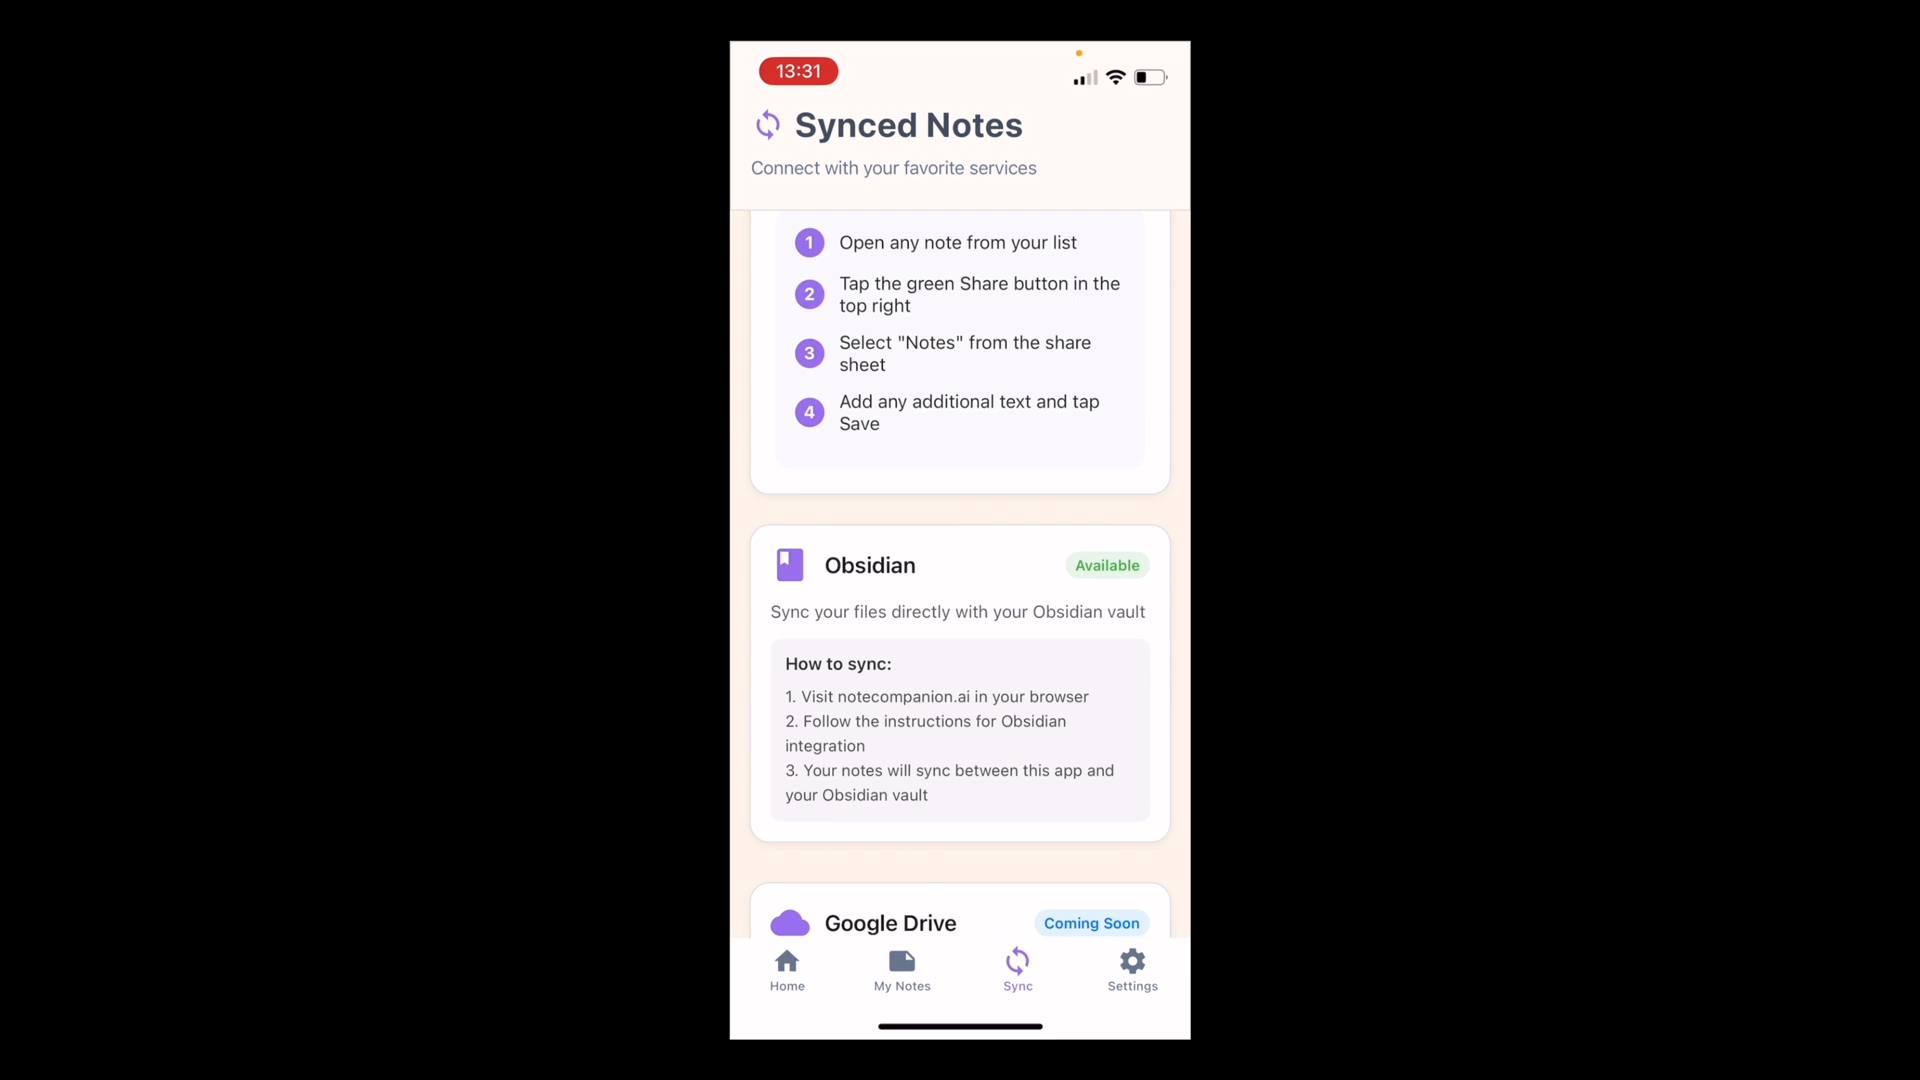 13:31
Synced Notes
Connect with your favorite services
1 Open any note from your list
2 Tap the green Share button in the
top right
3 Select "Notes" from the share
sheet
4 Add any additional text and tap
Save
Obsidian Available
Sync your files directly with your Obsidian vault
How to sync:
1. Visit notecompanion.ai in your browser
2. Follow the instructions for Obsidian
integration
3. Your notes will sync between this app and
your Obsidian vault
Google Drive Coming Soon
Home My Notes Sync Settings